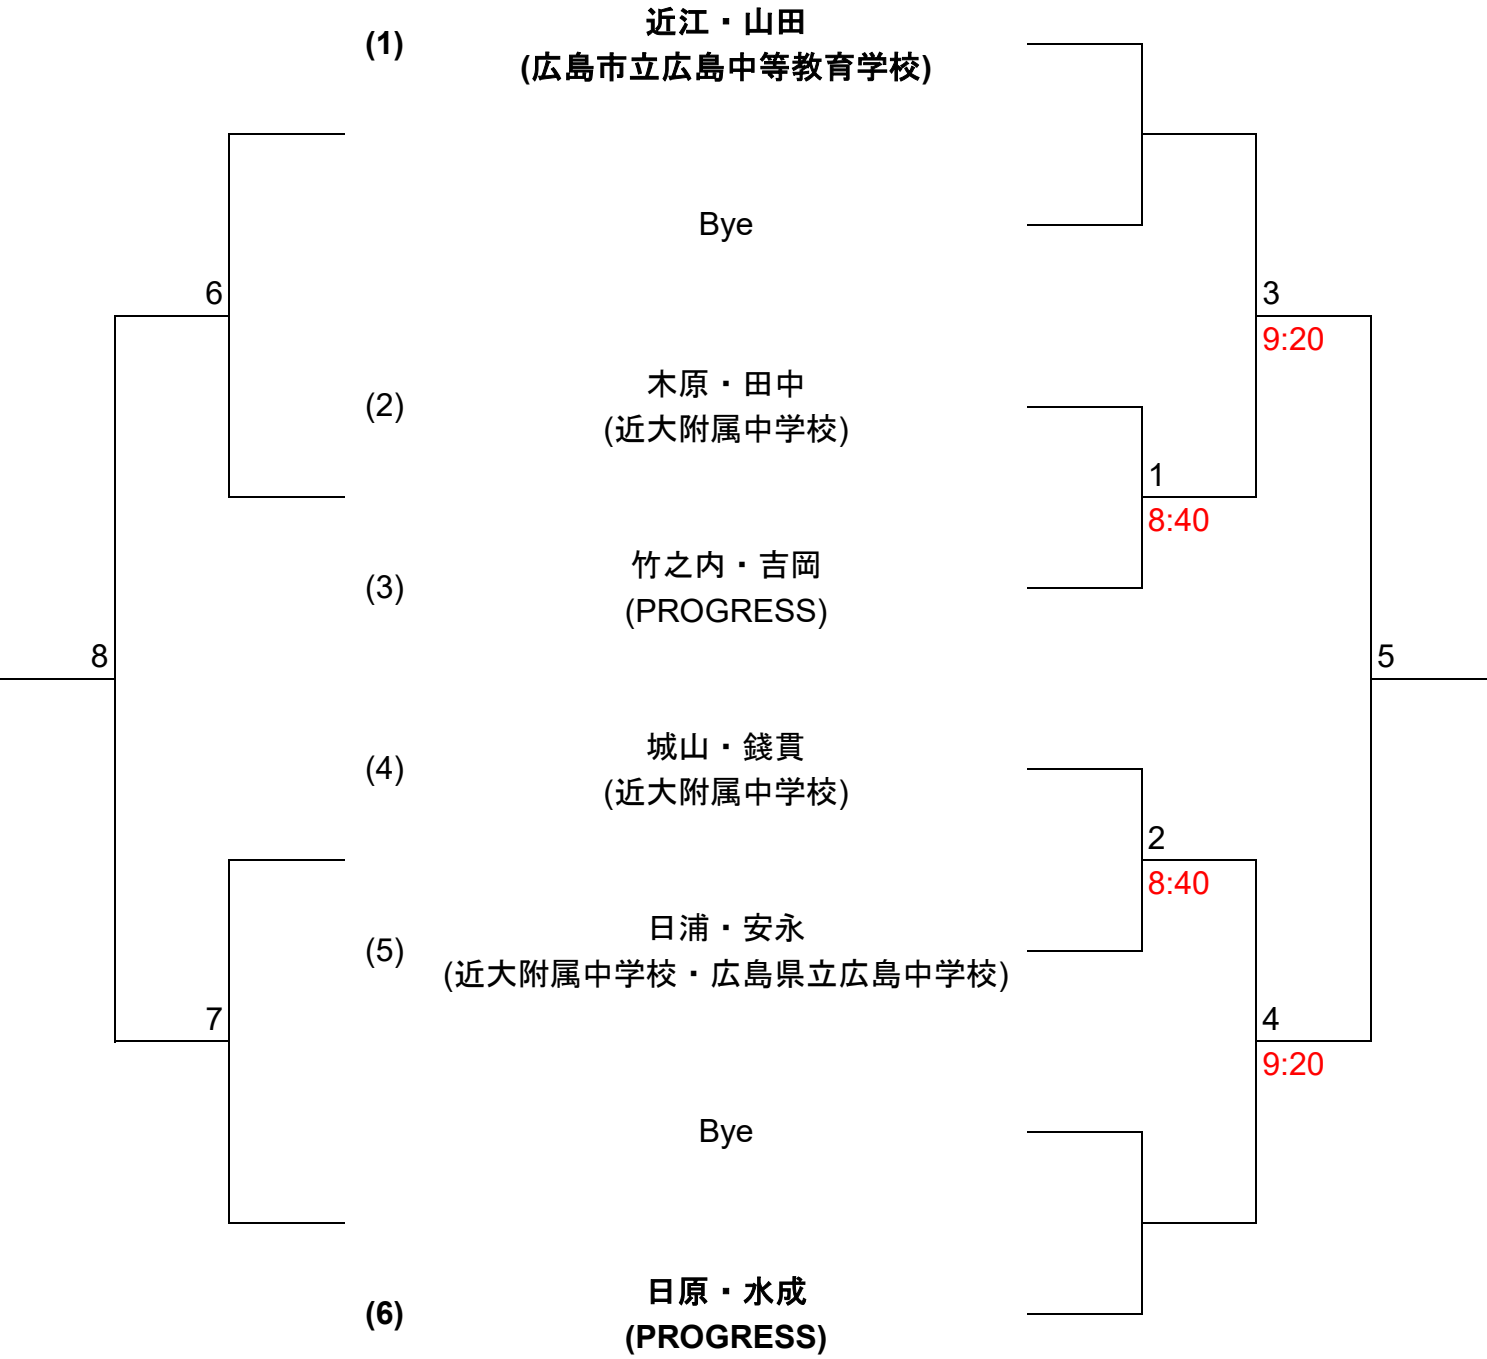 (1)
近江・山田
(広島市立広島中等教育学校)
Bye
6
3
9:20
(2)
木原・田中
(近大附属中学校)
1
8:40
(3)
竹之内・吉岡
(PROGRESS)
8
5
(4)
城山・錢貫
(近大附属中学校)
2
8:40
(5)
日浦・安永
(近大附属中学校・広島県立広島中学校)
7
4
9:20
Bye
(6)
日原・水成
(PROGRESS)